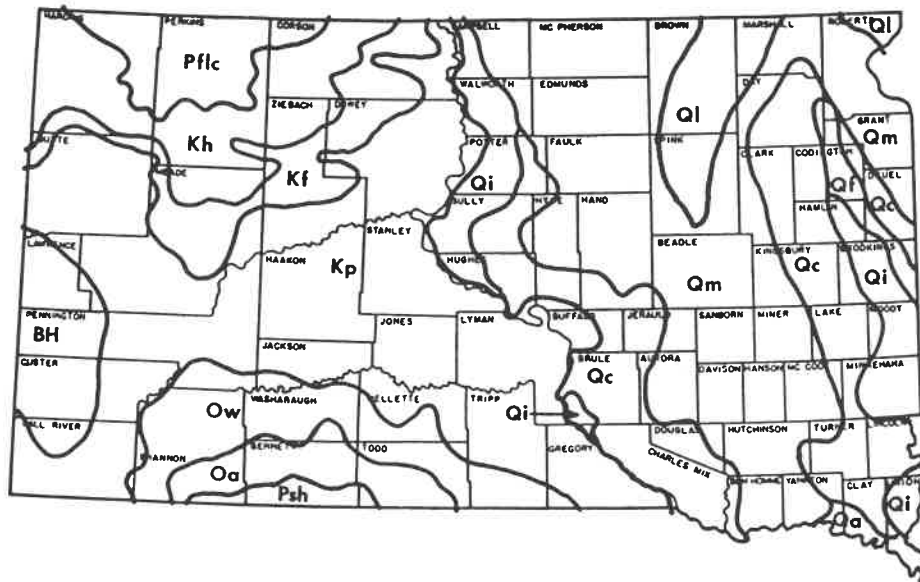 HARDING PERKINS CORSON MC PHERSON BROWN MARSHALL Ql
Pflc
WALWORTH EDMUNDS DAY
ZIEBACH DEWEY Ql GRANT
Kh POTTER FAULK SPINK CLARK CODINGTON Qm
BUTTE MEADE Kf Qi Qf DEUEL
SULLY HYDE HAND HAMLIN Qc
LAWRENCE STANLEY
HAAKON Kp HUGHES BEADLE KINGSBURY BROOKINGS
Qm Qc Qi
PENNINGTON BUFFALO JERAULD SANBORN MINER LAKE MOODY
BH JONES LYMAN
JACKSON BRULE AURORA
CUSTER Qc DAVISON HANSON MC COOK MINNEHAHA
Ow WASHABAUGH MELLETTE TRIPP Qi
FALL RIVER DOUGLAS HUTCHINSON TURNER LINCOLN
SHANNON BENNETT TODD GREGORY CHARLES MIX
Oa
Psh BON HOMME YANKTON CLAY UNION
Qa Qi